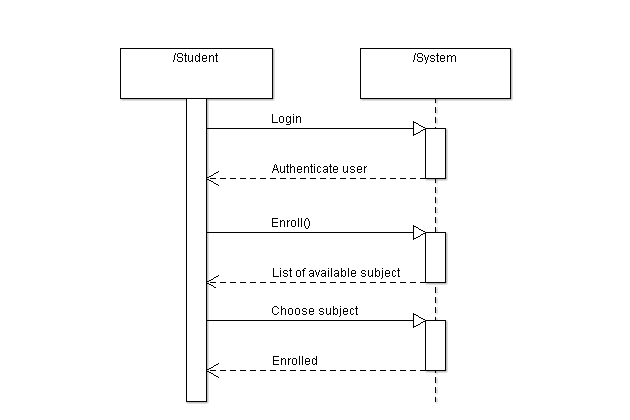 /Student
/System
Login
Authenticate user
Enroll()
List of available subject
Choose subject
Enrolled